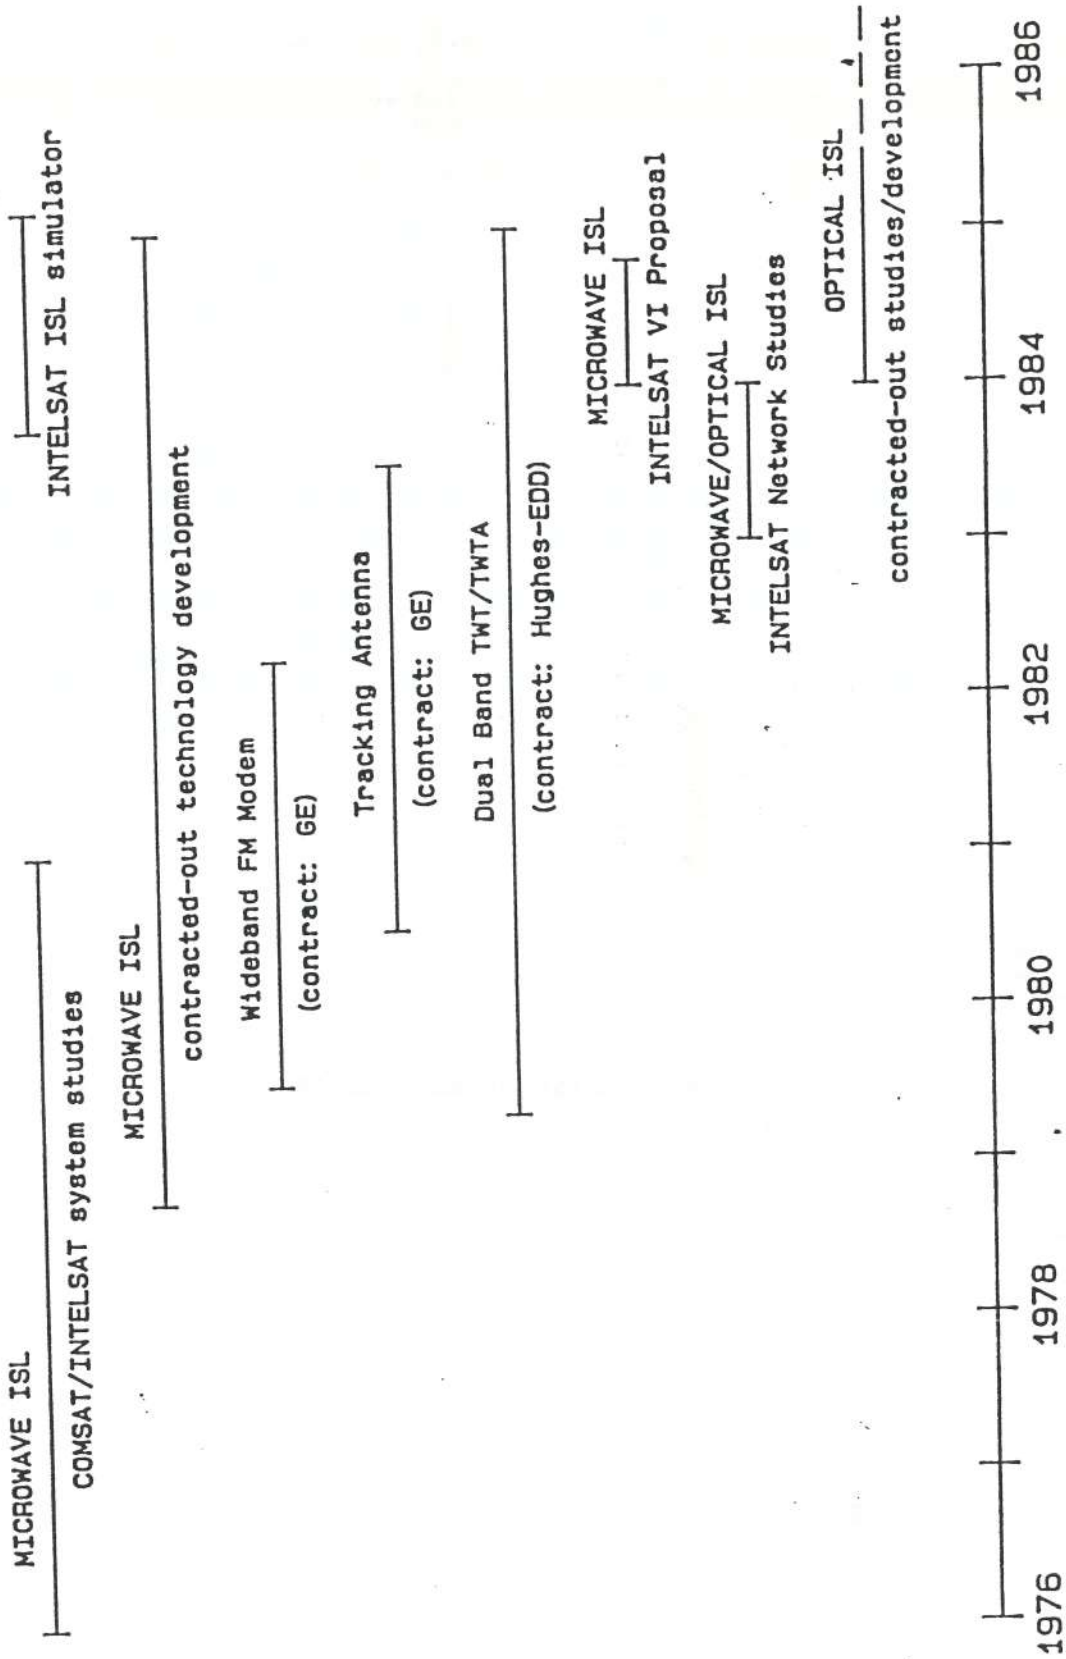 MICROWAVE ISL
COMSAT/INTELSAT system studies
INTELSAT ISL simulator
MICROWAVE ISL
contracted-out technology development
Wideband FM Modem
(contract: GE)
Tracking Antenna
(contract: GE)
Dual Band TWT/TWTA
(contract: Hughes-EDD)
MICROWAVE ISL
INTELSAT VI Proposal
MICROWAVE/OPTICAL ISL
INTELSAT Network Studies
OPTICAL ISL
contracted-out studies/development
1976 1978 1980 1982 1984 1986